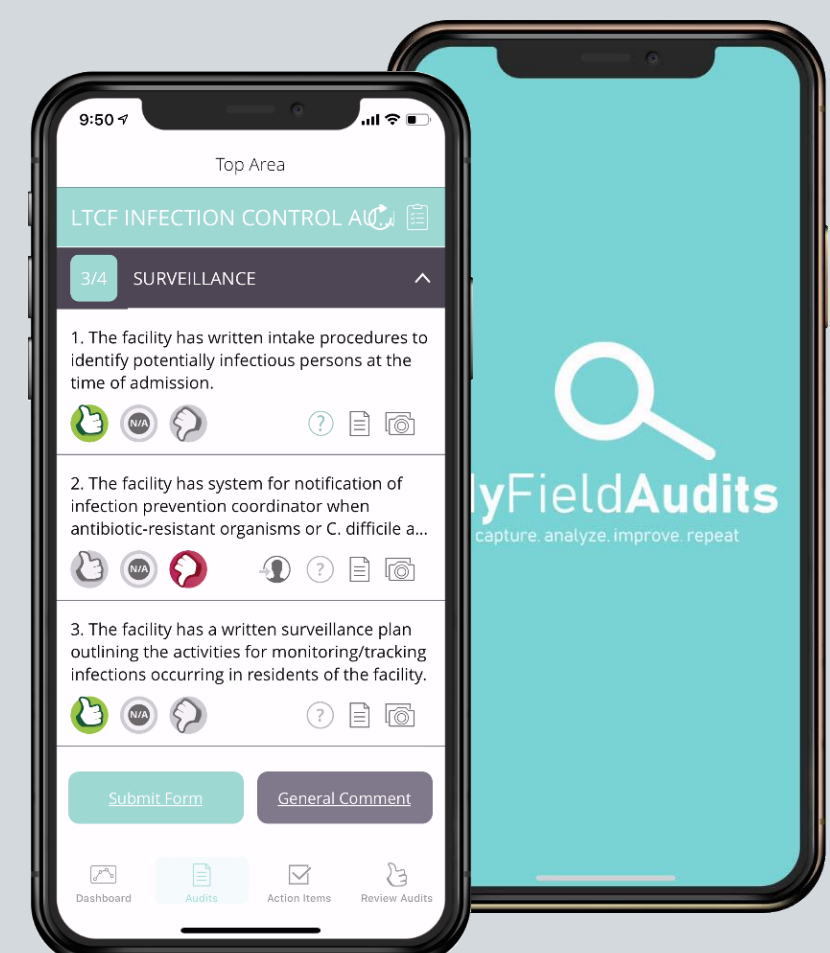 9:50
Top Area
LTCF INFECTION CONTROL AU...
3/4 SURVEILLANCE
1. The facility has written intake procedures to
identify potentially infectious persons at the
time of admission.
N/A
?
2. The facility has system for notification of
infection prevention coordinator when
antibiotic-resistant organisms or C. difficile a...
N/A
?
3. The facility has a written surveillance plan
outlining the activities for monitoring/tracking
infections occurring in residents of the facility.
N/A
?
Submit Form General Comment
Dashboard Audits Action Items Review Audits
yFieldAudits
capture. analyze. improve. repeat